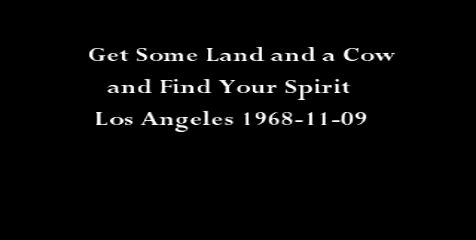 Get Some Land and a Cow
and Find Your Spirit
Los Angeles 1968-11-09